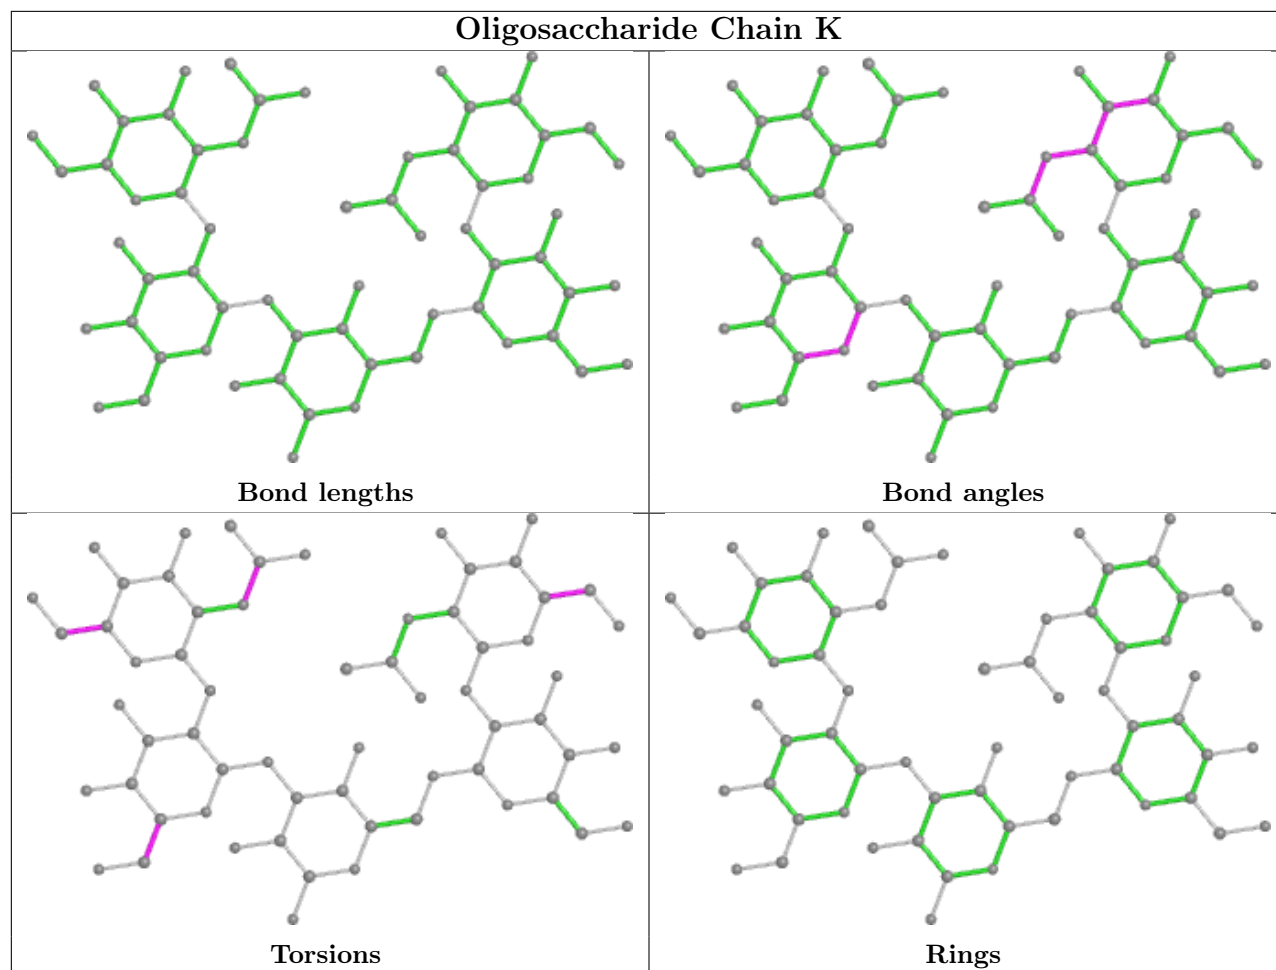 Oligosaccharide Chain K
Bond lengths
Bond angles
Torsions
Rings